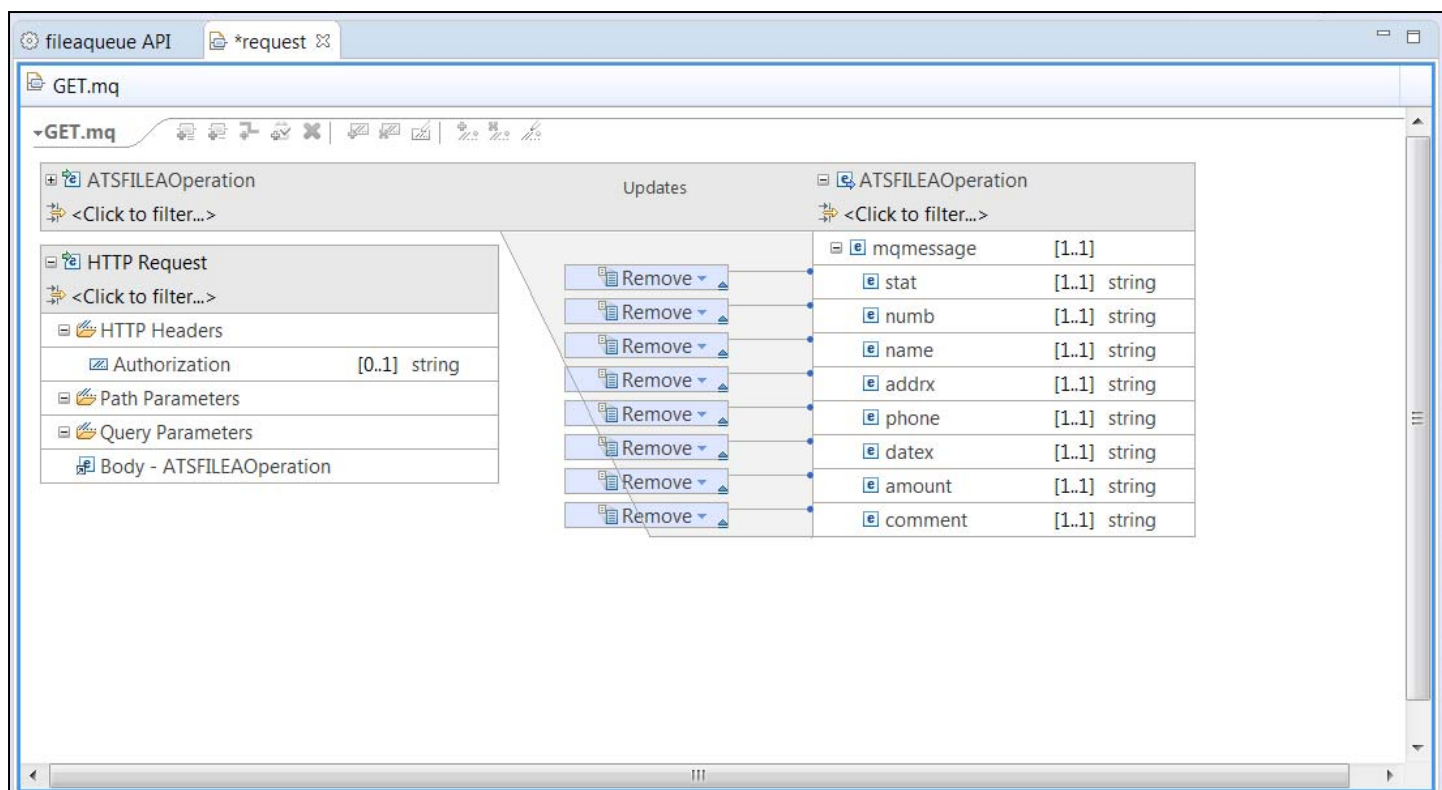 fileaqueue API
*request
GET.mq
GET.mq
ATSFILEAOperation
<Click to filter...>
HTTP Request
<Click to filter...>
HTTP Headers
Authorization [0..1] string
Path Parameters
Query Parameters
Body - ATSFILEAOperation
Updates
Remove
Remove
Remove
Remove
Remove
Remove
Remove
Remove
ATSFILEAOperation
<Click to filter...>
mqmessage [1..1]
stat [1..1] string
numb [1..1] string
name [1..1] string
addrx [1..1] string
phone [1..1] string
datex [1..1] string
amount [1..1] string
comment [1..1] string